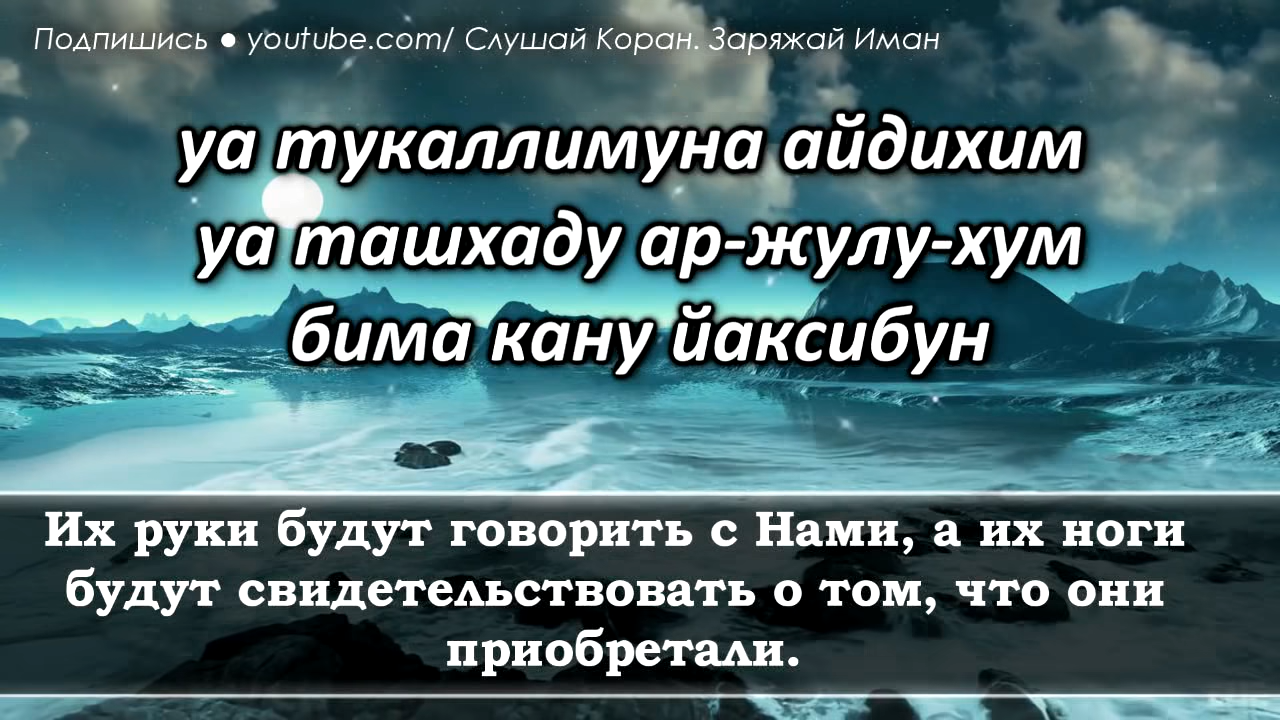 Подпишись ● youtube.com/ Слушай Коран. Заряжай Иман
уа тукаллимуна айдихим
уа ташхаду ар-жулу-хум
бима кану йаксибун
Их руки будут говорить с Нами, а их ноги
будут свидетельствовать о том, что они
приобретали.